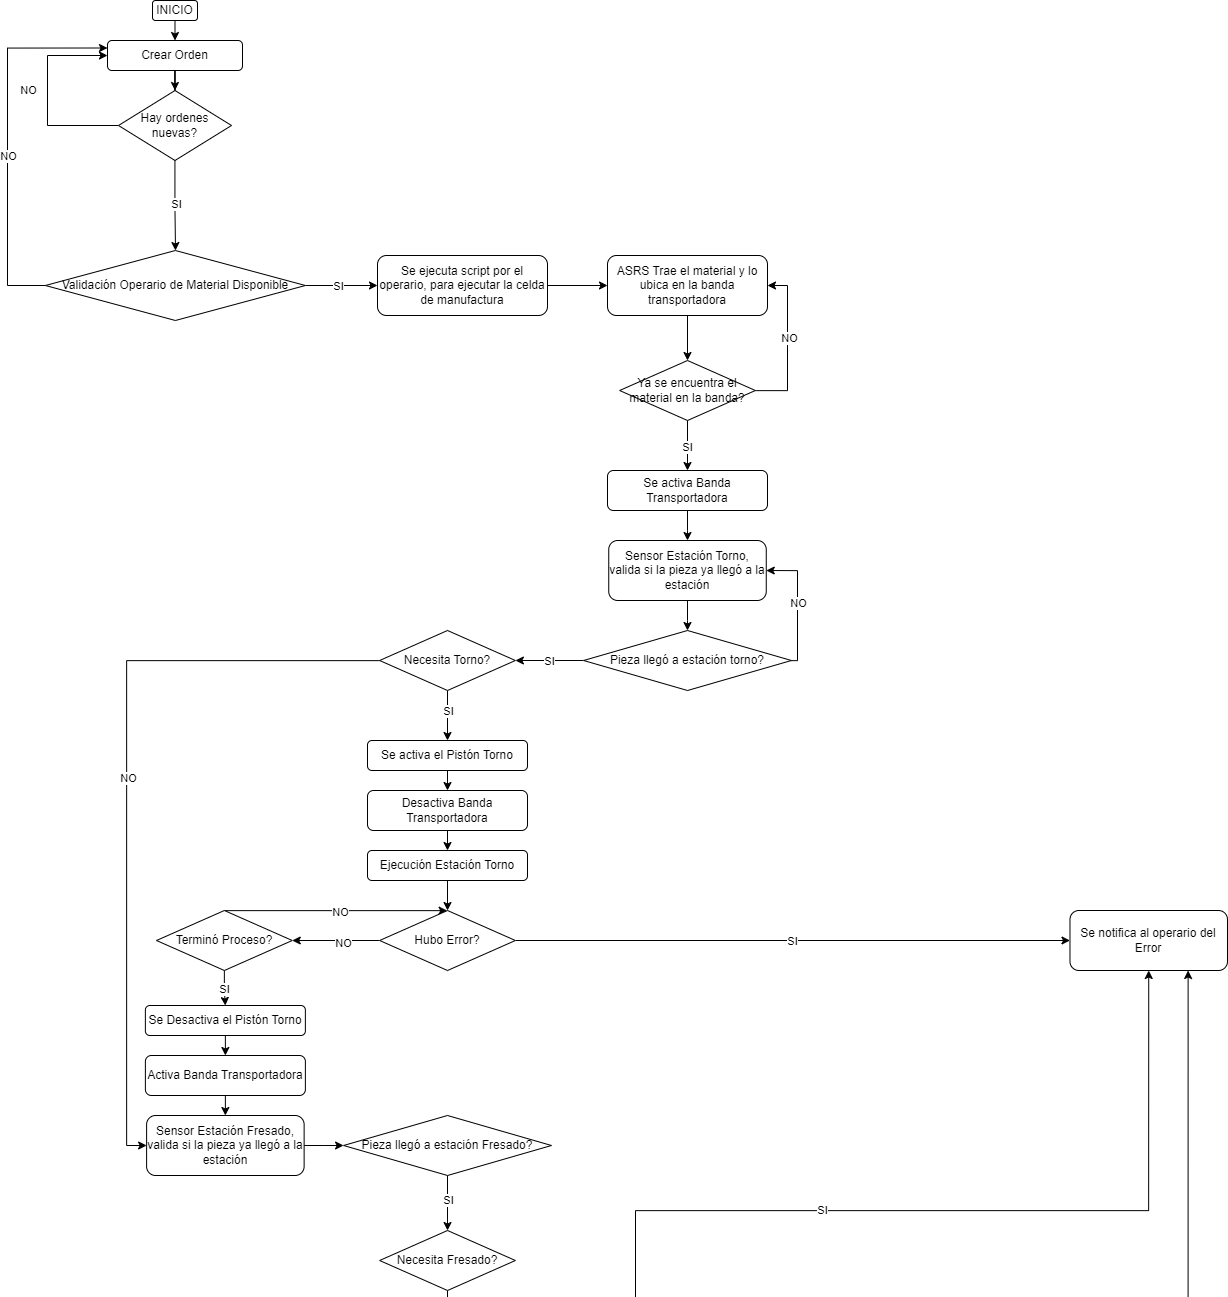 INICIO
Crear Orden
NO
Hay ordenes
nuevas?
NO
SI
Validación Operario de Material Disponible
SI
Se ejecuta script por el
operario, para ejecutar la celda
de manufactura
ASRS Trae el material y lo
ubica en la banda
transportadora
NO
Ya se encuentra el
material en la banda?
SI
Se activa Banda
Transportadora
Sensor Estación Torno,
valida si la pieza ya llegó a la
estación
NO
Necesita Torno?
SI
Pieza llegó a estación torno?
SI
Se activa el Pistón Torno
NO
Desactiva Banda
Transportadora
Ejecución Estación Torno
NO
Terminó Proceso?
NO
Hubo Error?
SI
Se notifica al operario del
Error
SI
Se Desactiva el Pistón Torno
Activa Banda Transportadora
Sensor Estación Fresado,
valida si la pieza ya llegó a la
estación
Pieza llegó a estación Fresado?
SI
SI
Necesita Fresado?